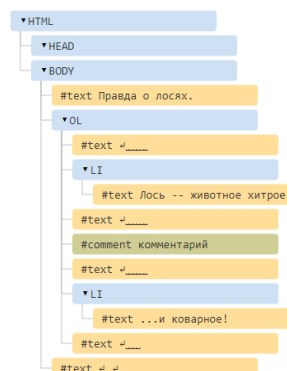 ▾ HTML
▾ HEAD
▾ BODY
#text Правда о лосях.
▾ OL
#text ↵␣␣␣␣
▾ LI
#text Лось -- животное хитрое
#text ↵␣␣␣␣
#comment комментарий
#text ↵␣␣␣␣
▾ LI
#text ...и коварное!
#text ↵␣␣
#text ↵ ↵